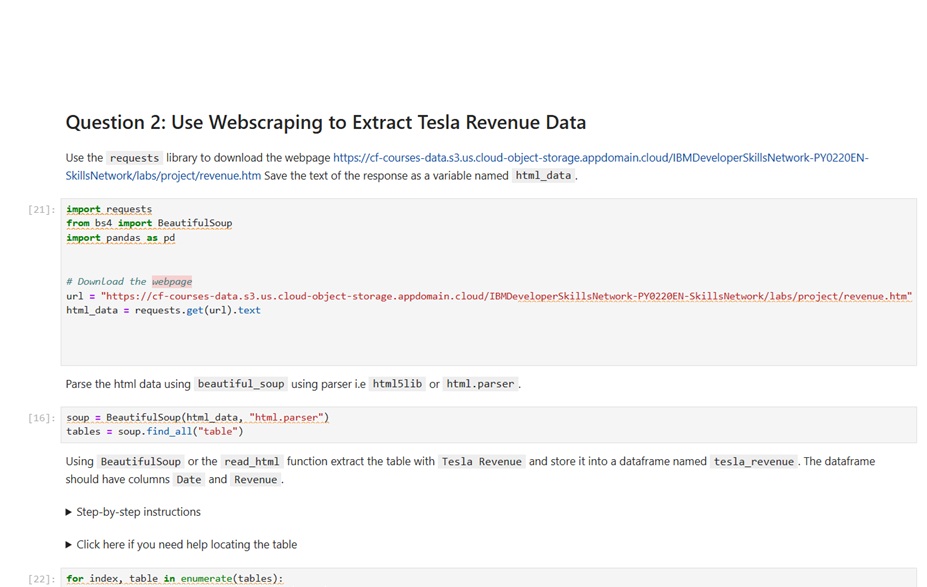 Question 2: Use Webscraping to Extract Tesla Revenue Data
Use the requests library to download the webpage https://cf-courses-data.s3.us.cloud-object-storage.appdomain.cloud/IBMDeveloperSkillsNetwork-PY0220EN-
SkillsNetwork/labs/project/revenue.htm Save the text of the response as a variable named html_data.
[21]: import requests
from bs4 import BeautifulSoup
import pandas as pd
# Download the webpage
url = "https://cf-courses-data.s3.us.cloud-object-storage.appdomain.cloud/IBMDeveloperSkillsNetwork-PY0220EN-SkillsNetwork/labs/project/revenue.htm"
html_data = requests.get(url).text
Parse the html data using beautiful_soup using parser i.e html5lib or html.parser.
[16]: soup = BeautifulSoup(html_data, "html.parser")
tables = soup.find_all("table")
Using BeautifulSoup or the read_html function extract the table with Tesla Revenue and store it into a dataframe named tesla_revenue. The dataframe
should have columns Date and Revenue.
▶ Step-by-step instructions
▶ Click here if you need help locating the table
[22]: for index, table in enumerate(tables):